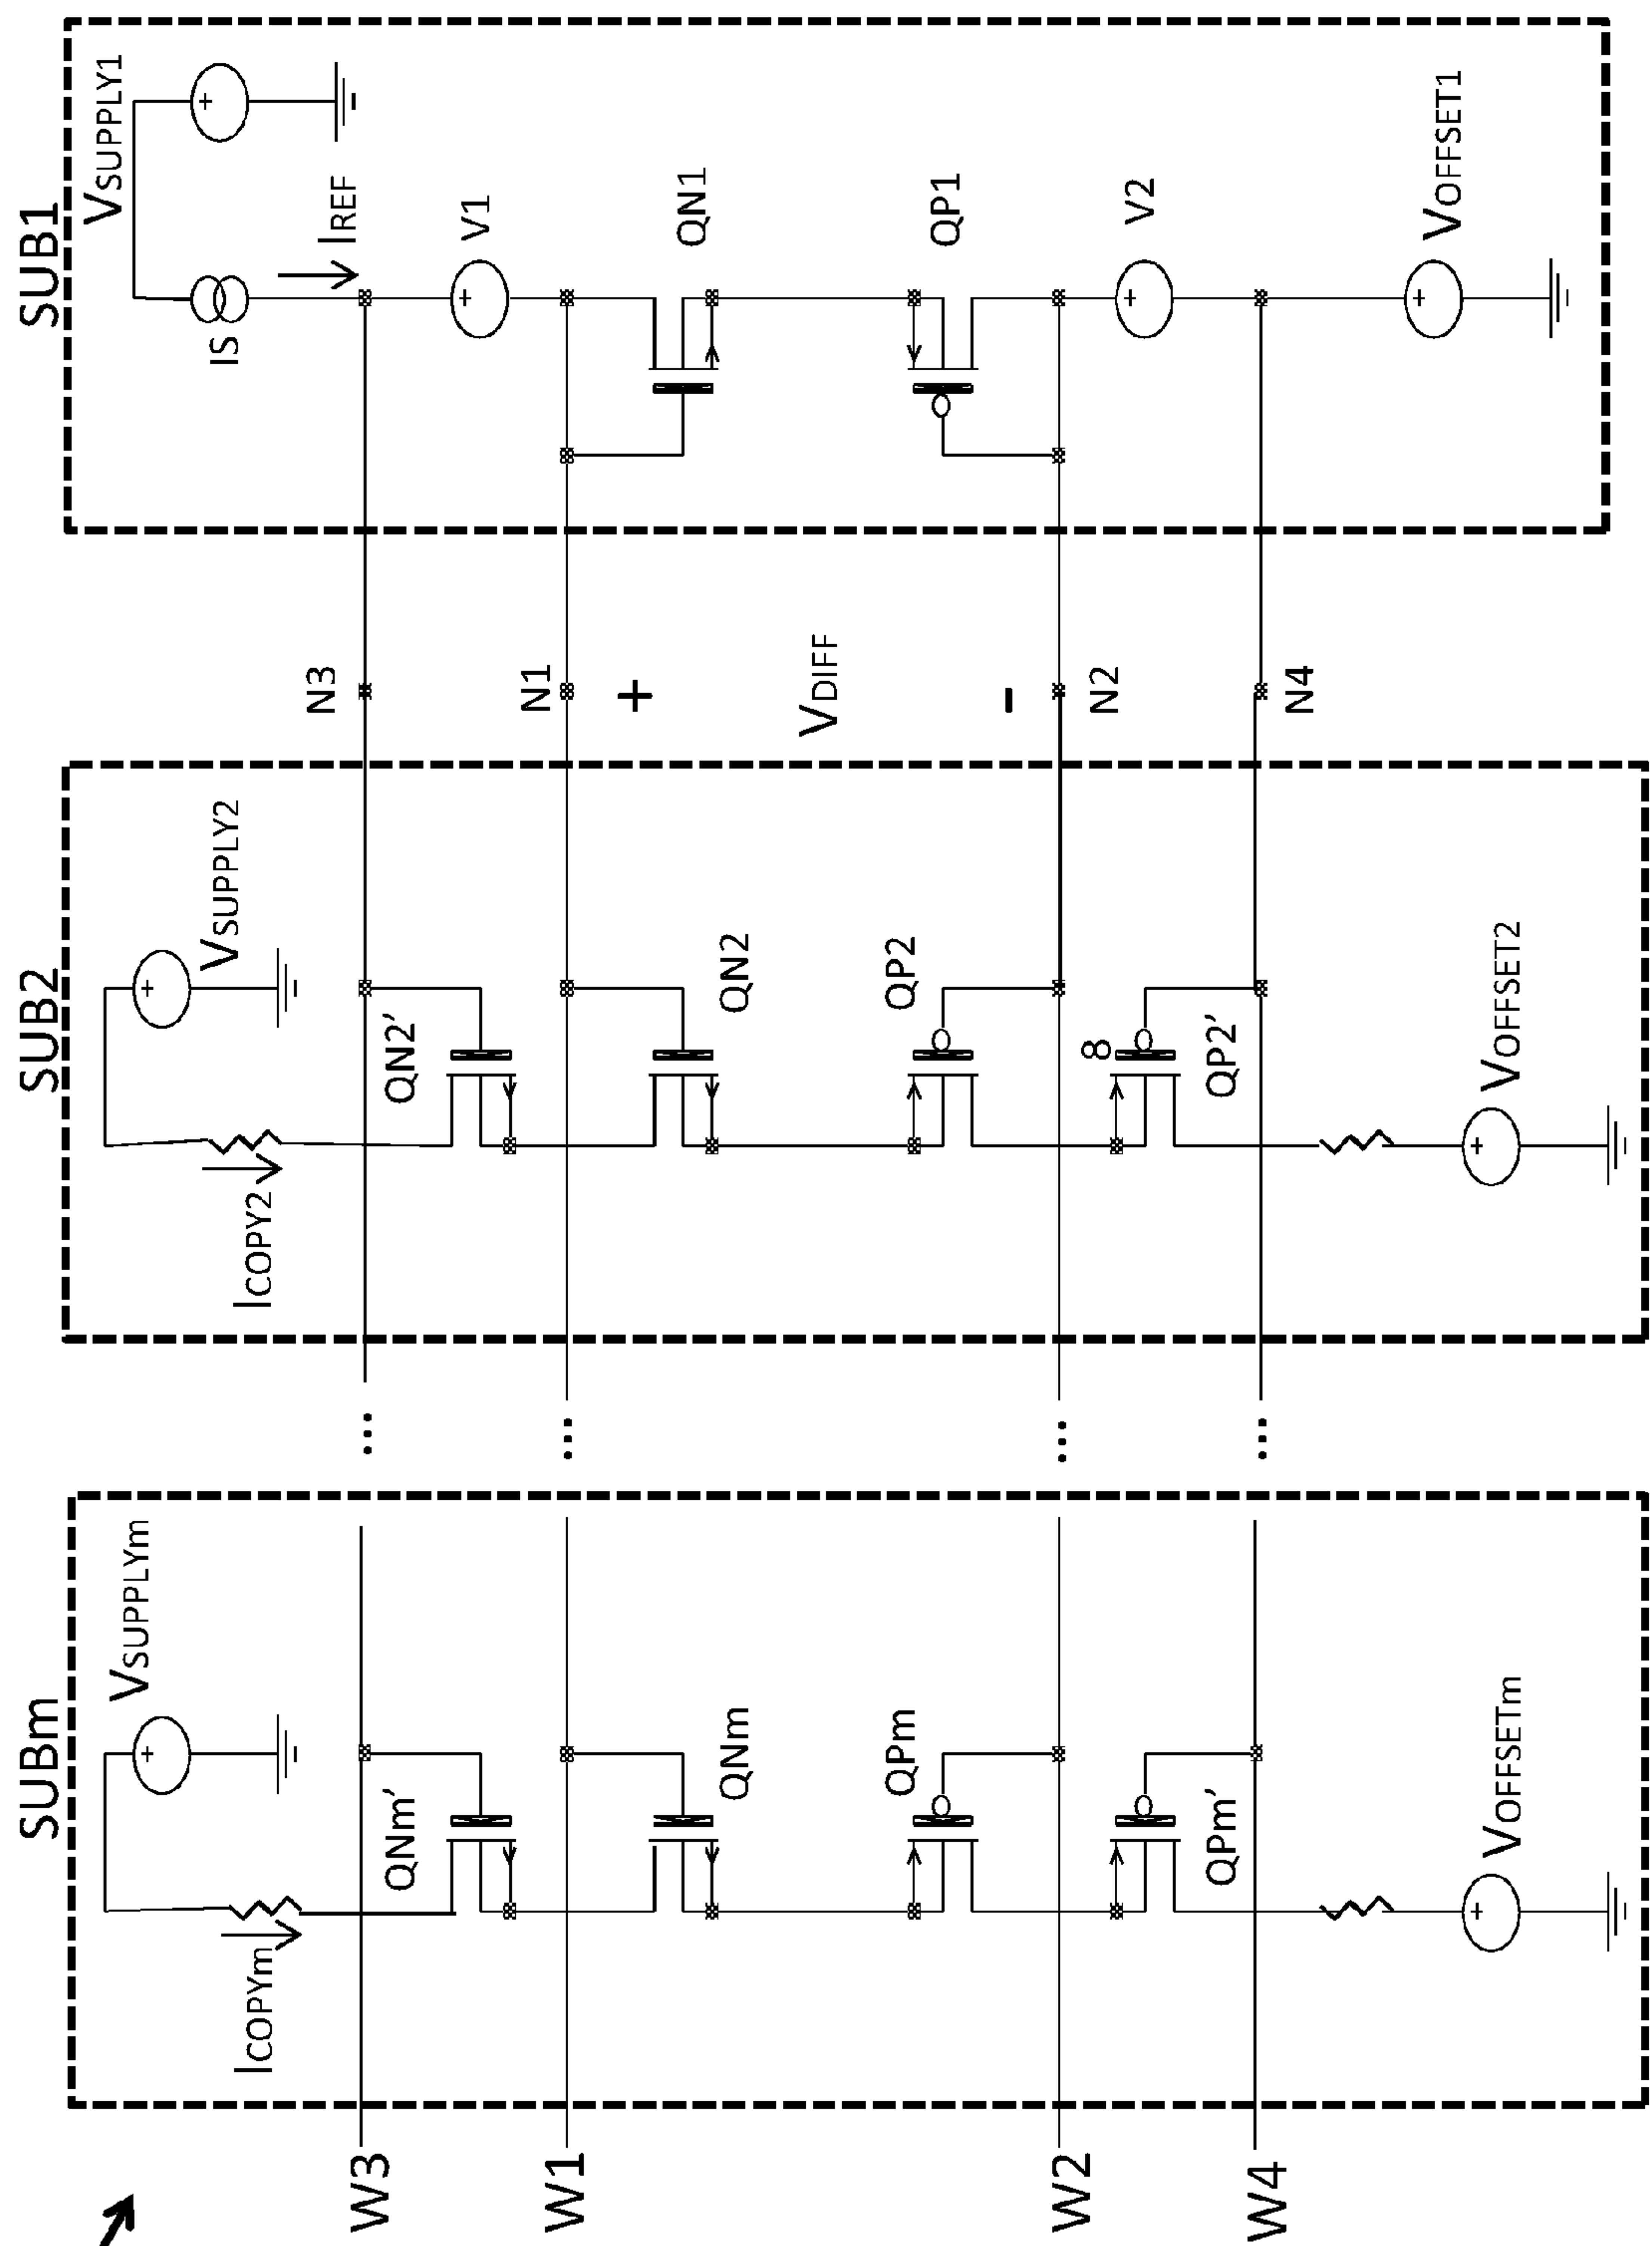 SUB1
VSUPPLY1
IS
IREF
V1
QN1
QP1
V2
VOFFSET1
N3
N1
+
VDIFF
-
N2
N4
SUB2
VSUPPLY2
ICOPY2
QN2'
QN2
QP2
8
QP2'
VOFFSET2
...
...
...
...
SUBm
VSUPPLYm
ICOPYm
QNm'
QNm
QPm
QPm'
VOFFSETm
W3
W1
W2
W4